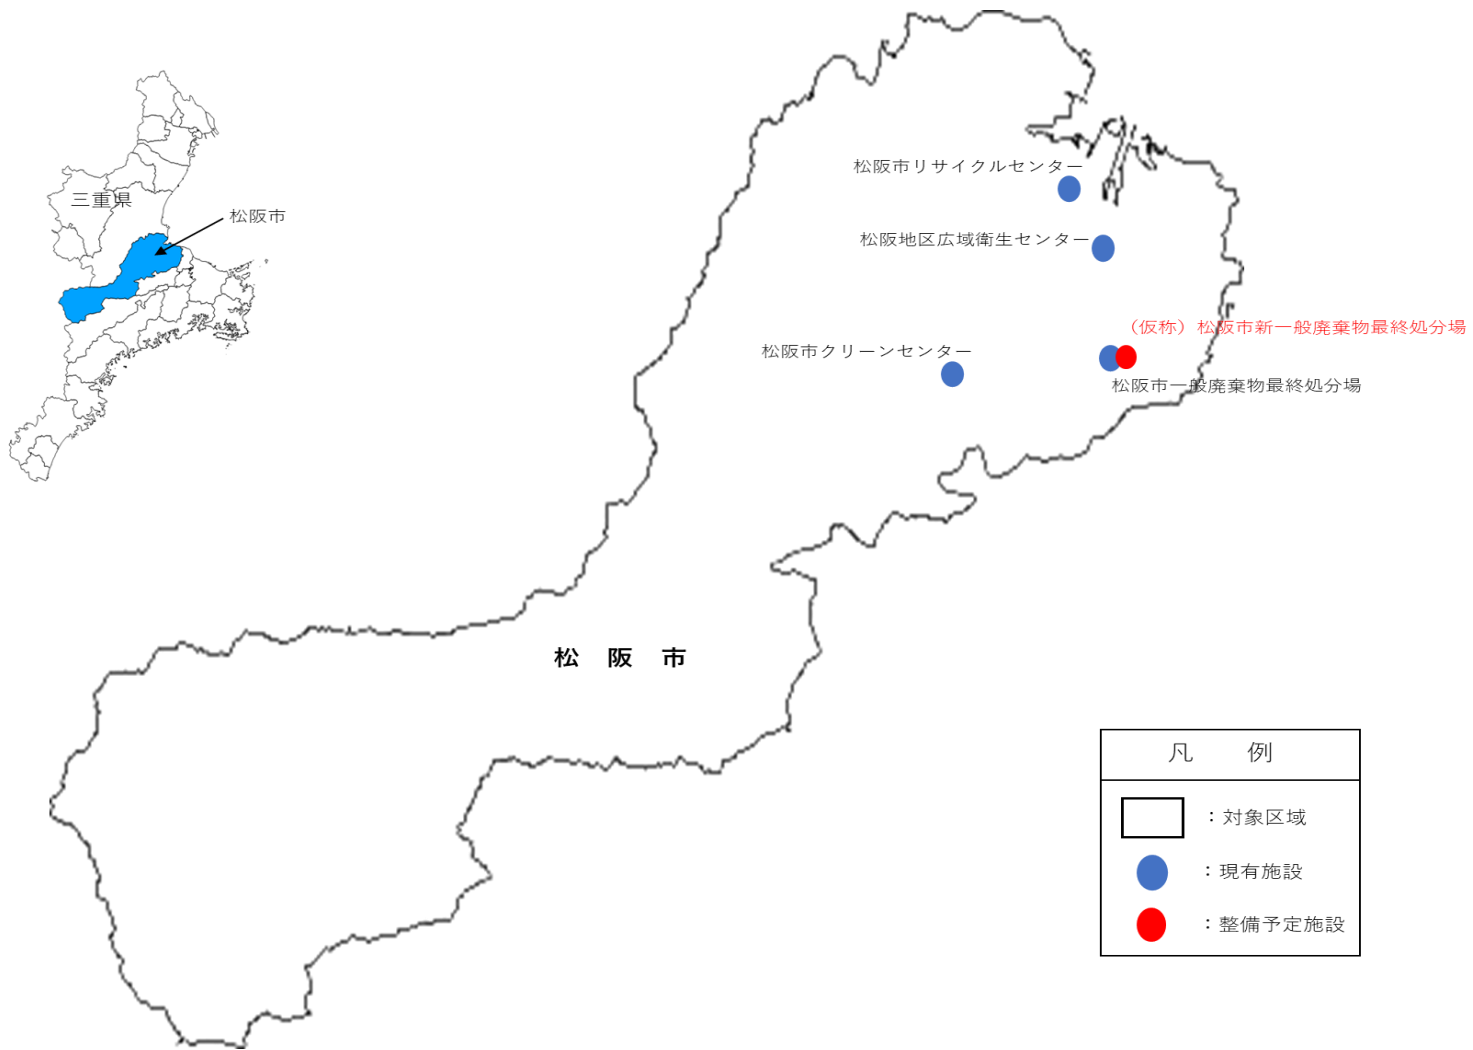 三重県
松阪市
松阪市リサイクルセンター
松阪地区広域衛生センター
（仮称）松阪市新一般廃棄物最終処分場
松阪市クリーンセンター
松阪市一般廃棄物最終処分場
松 阪 市
凡 例
：対象区域
：現有施設
：整備予定施設